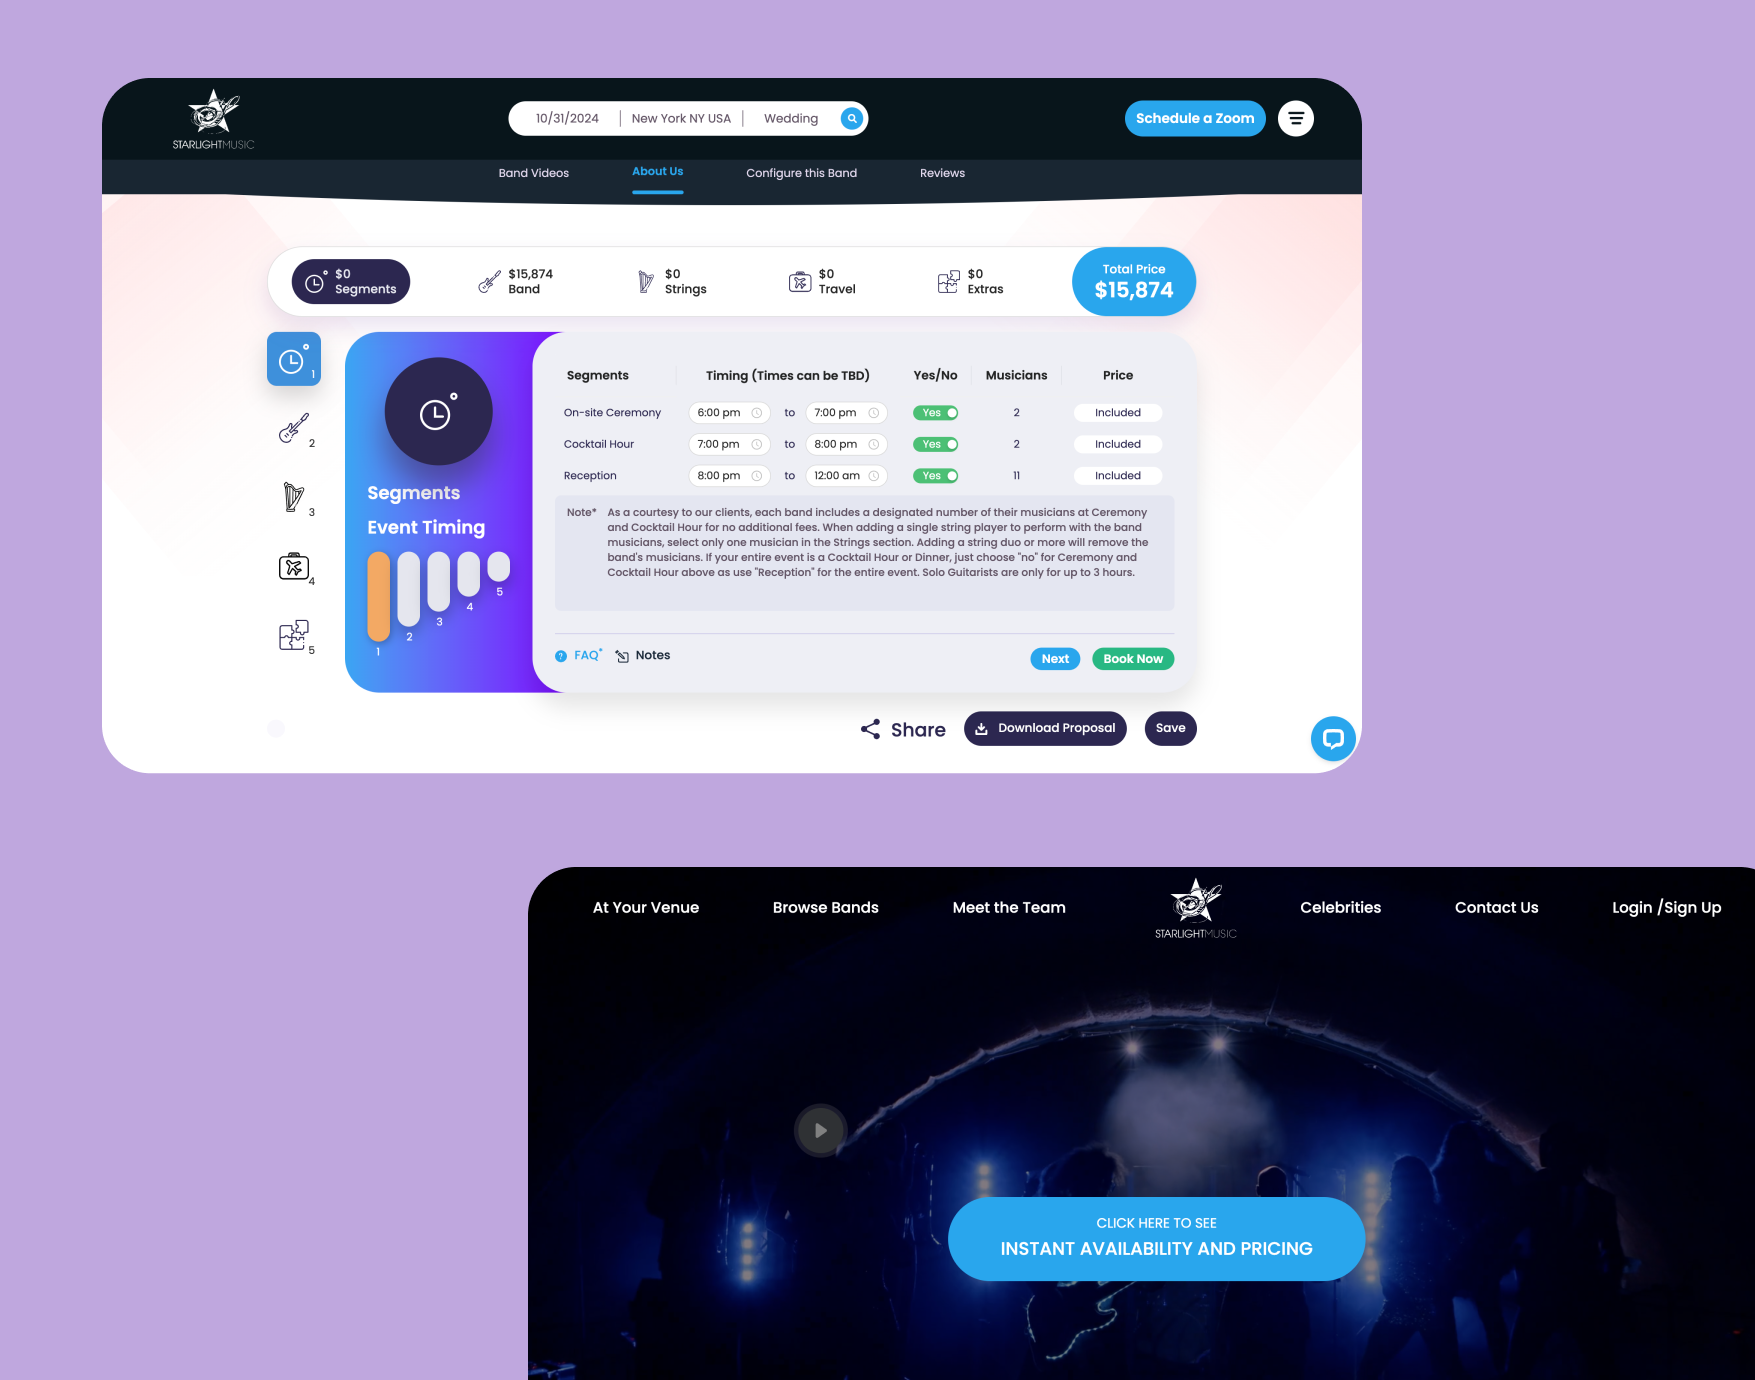 STARLIGHTMUSIC
10/31/2024 | New York NY USA | Wedding
Schedule a Zoom
Band Videos
About Us
Configure this Band
Reviews
$0
Segments
$15,874
Band
$0
Strings
$0
Travel
$0
Extras
Total Price
$15,874
1
2
3
4
5
Segments
Event Timing
1
2
3
4
5
Segments Timing (Times can be TBD) Yes/No Musicians Price
On-site Ceremony 6:00 pm to 7:00 pm Yes 2 Included
Cocktail Hour 7:00 pm to 8:00 pm Yes 2 Included
Reception 8:00 pm to 12:00 am Yes 11 Included
Note* As a courtesy to our clients, each band includes a designated number of their musicians at Ceremony
and Cocktail Hour for no additional fees. When adding a single string player to perform with the band
musicians, select only one musician in the Strings section. Adding a string duo or more will remove the
band's musicians. If your entire event is a Cocktail Hour or Dinner, just choose "no" for Ceremony and
Cocktail Hour above as use "Reception" for the entire event. Solo Guitarists are only for up to 3 hours.
? FAQ* Notes
Next
Book Now
Share
Download Proposal
Save
At Your Venue
Browse Bands
Meet the Team
STARLIGHTMUSIC
Celebrities
Contact Us
Login /Sign Up
CLICK HERE TO SEE
INSTANT AVAILABILITY AND PRICING